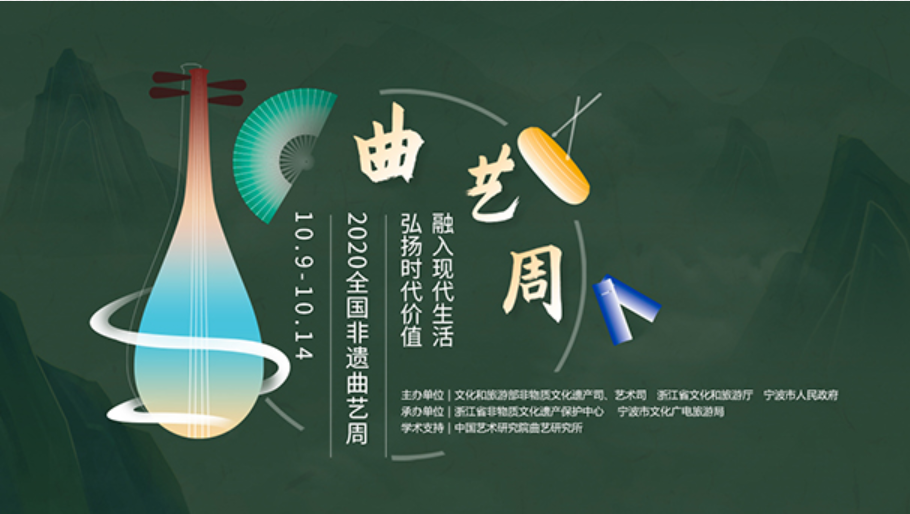 曲艺周
融入现代生活
弘扬时代价值
2020全国非遗曲艺周
10.9-10.14
主办单位｜文化和旅游部非物质文化遗产司、艺术司 浙江省文化和旅游厅 宁波市人民政府
承办单位｜浙江省非物质文化遗产保护中心 宁波市文化广电旅游局
学术支持｜中国艺术研究院曲艺研究所